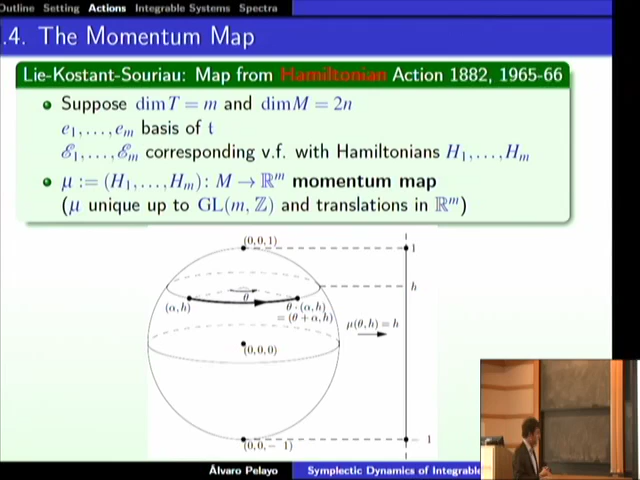 Outline Setting Actions Integrable Systems Spectra
.4. The Momentum Map
Lie-Kostant-Souriau: Map from Hamiltonian Action 1882, 1965-66
Suppose dim T = m and dim M = 2n
e₁,...,eₘ basis of t
ℰ₁,...,ℰₘ corresponding v.f. with Hamiltonians H₁,...,Hₘ
μ := (H₁,...,Hₘ): M → ℝᵐ momentum map
(μ unique up to GL(m, ℤ) and translations in ℝᵐ)
(0,0,1)
1
h
θ
(α,h)
θ · (α,h)
= (θ + α,h)
μ(θ,h) = h
(0,0,0)
(0,0,− 1)
− 1
Álvaro Pelayo
Symplectic Dynamics of Integrable